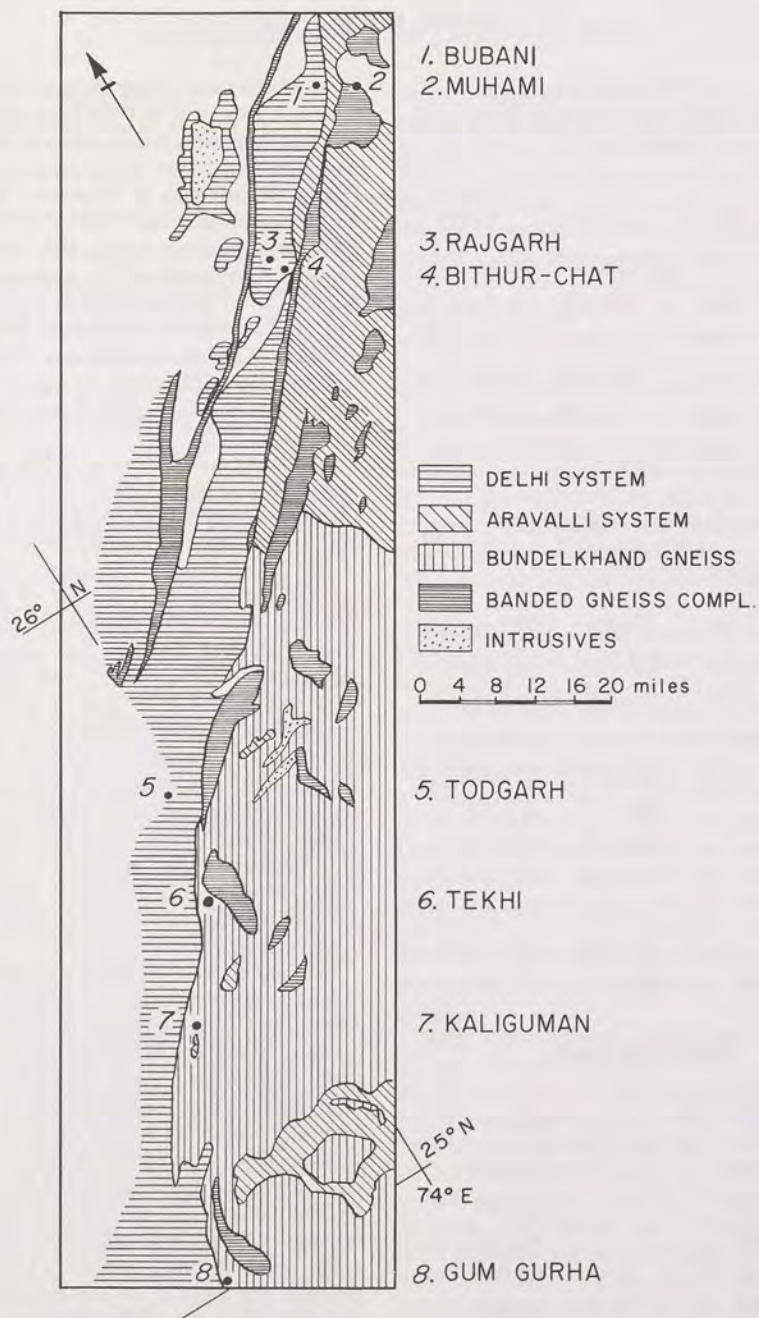 1. BUBANI
2. MUHAMI
1
2
3. RAJGARH
4. BITHUR-CHAT
3
4
DELHI SYSTEM
ARAVALLI SYSTEM
BUNDELKHAND GNEISS
BANDED GNEISS COMPL.
INTRUSIVES
26° N
0 4 8 12 16 20 miles
5
5. TODGARH
6
6. TEKHI
7
7. KALIGUMAN
25° N
74° E
8
8. GUM GURHA